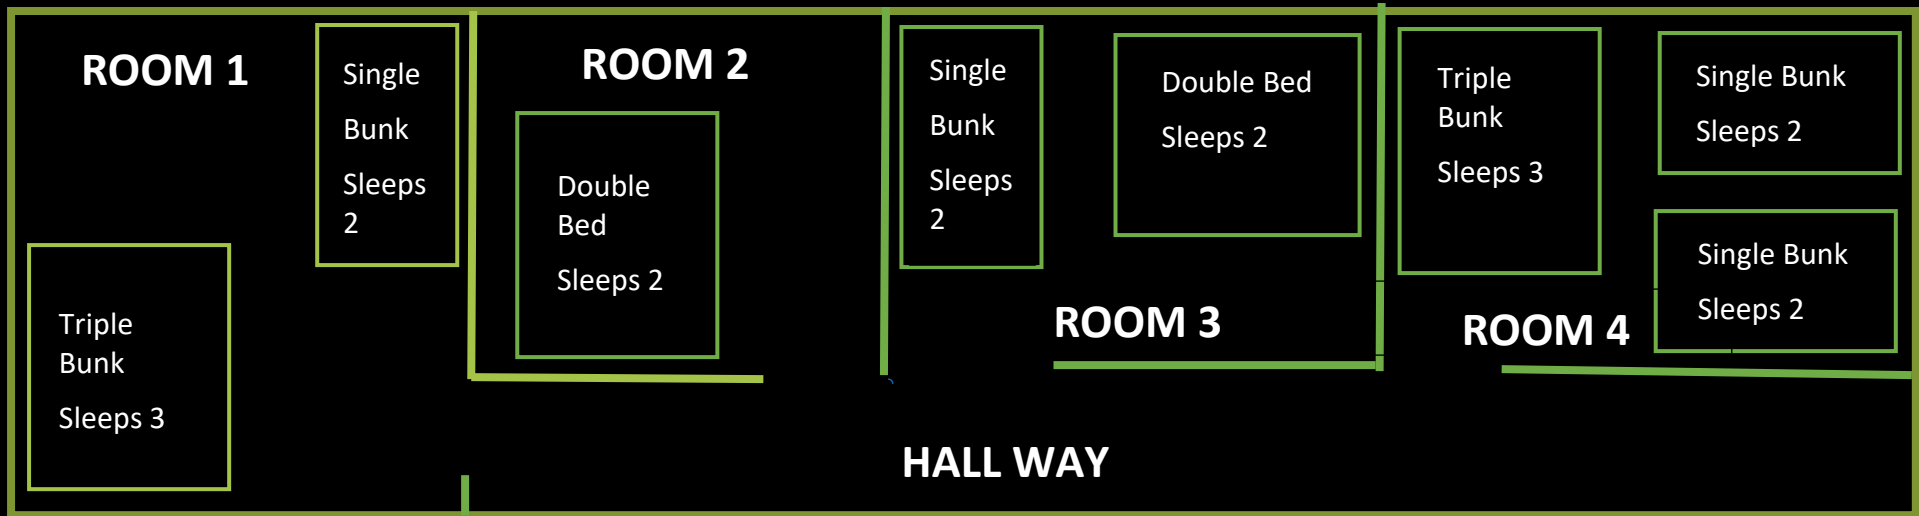 ROOM 1
Single
Bunk
Sleeps
2
Triple
Bunk
Sleeps 3
ROOM 2
Double
Bed
Sleeps 2
Single
Bunk
Sleeps
2
Double Bed
Sleeps 2
ROOM 3
Triple
Bunk
Sleeps 3
Single Bunk
Sleeps 2
Single Bunk
Sleeps 2
ROOM 4
HALL WAY